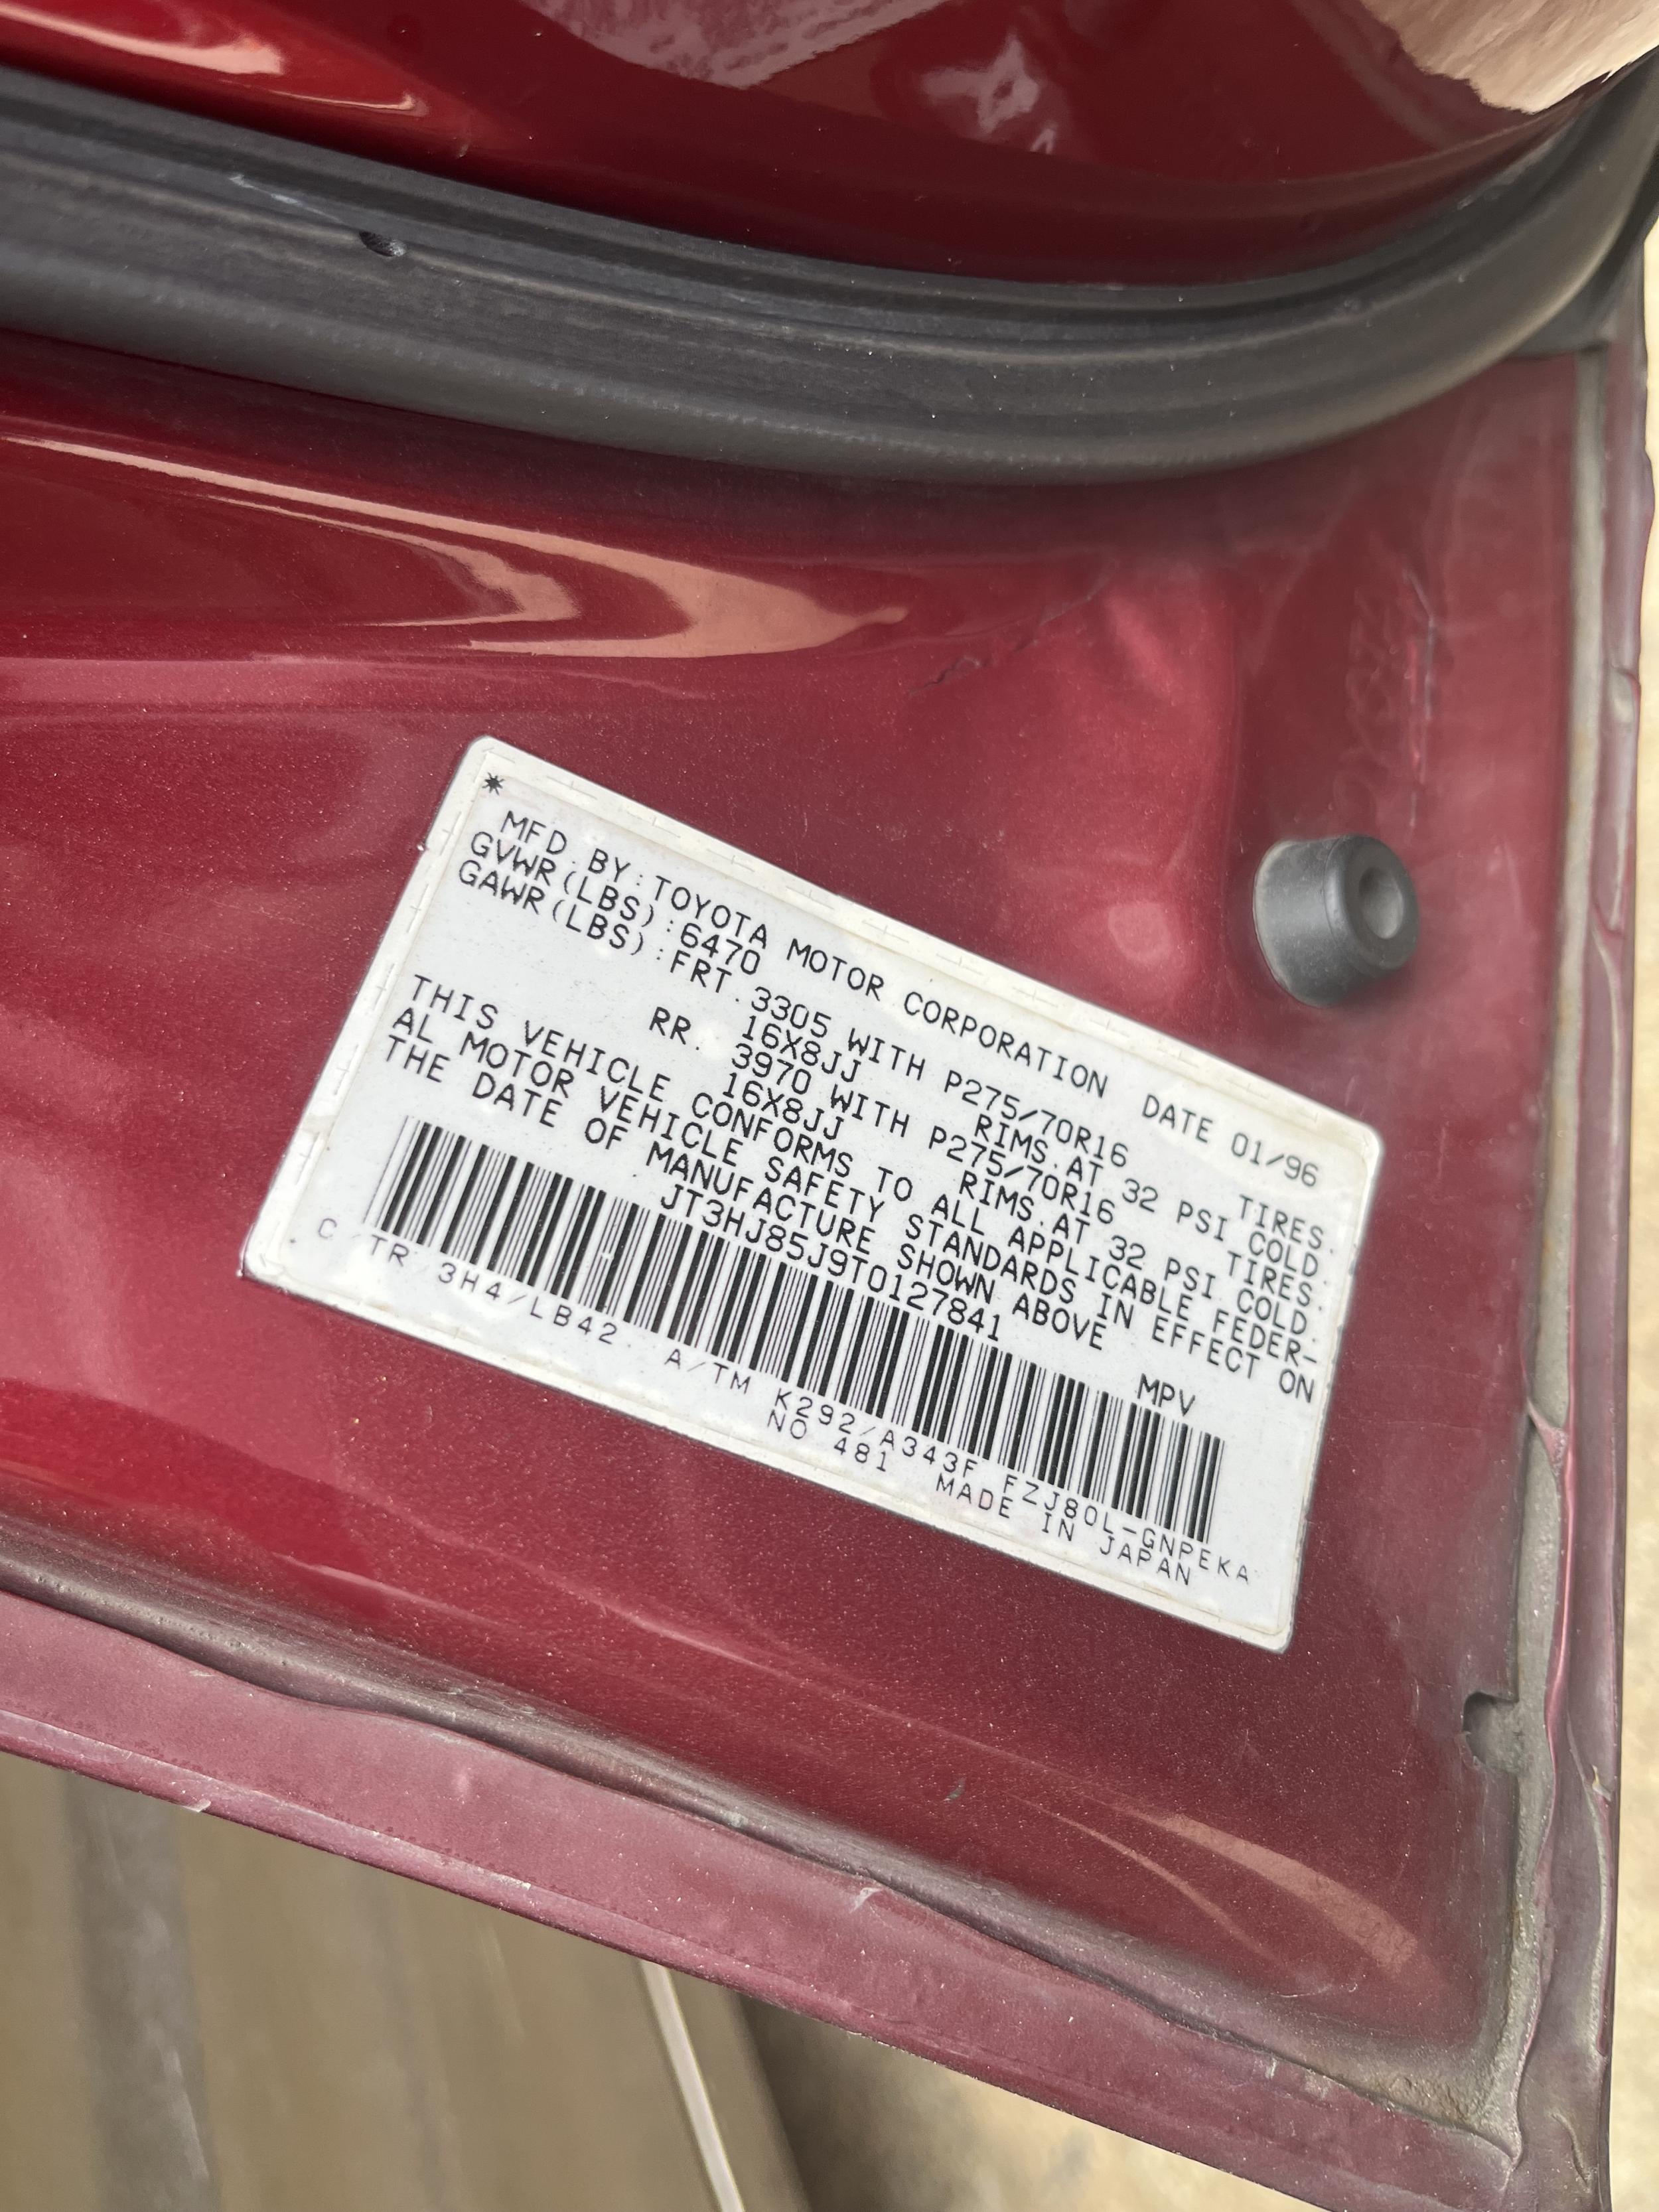 *
MFD. BY: TOYOTA MOTOR CORPORATION DATE 01/96
GVWR(LBS):6470
GAWR(LBS):FRT. 3305 WITH P275/70R16 TIRES.
16X8JJ RIMS.AT 32 PSI COLD.
RR. 3970 WITH P275/70R16 TIRES.
16X8JJ RIMS.AT 32 PSI COLD.
THIS VEHICLE CONFORMS TO ALL APPLICABLE FEDER-
AL MOTOR VEHICLE SAFETY STANDARDS IN EFFECT ON
THE DATE OF MANUFACTURE SHOWN ABOVE
JT3HJ85J9T0127841 MPV
C/TR 3H4/LB42 A/TM K292/A343F FZJ80L-GNPEKA
NO 481 MADE IN JAPAN